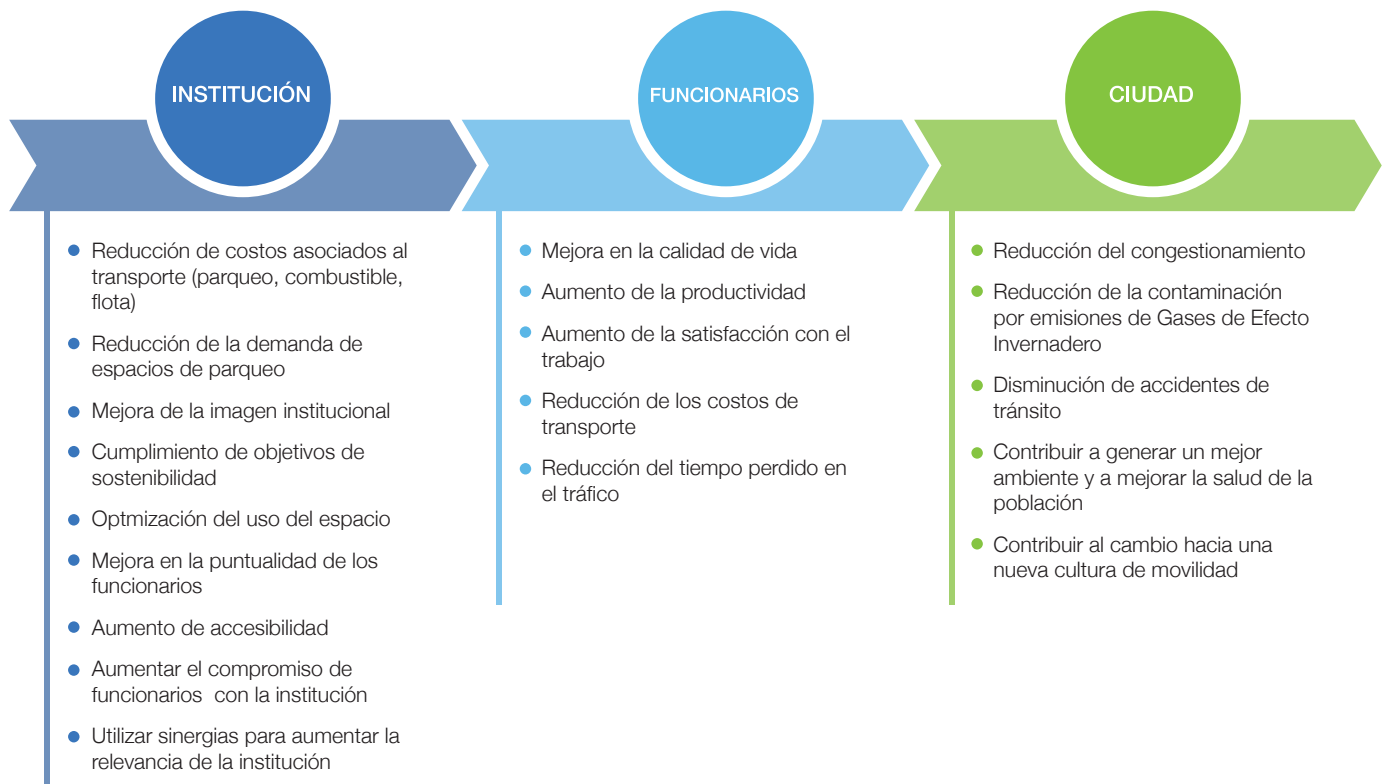 INSTITUCIÓN
Reducción de costos asociados al
transporte (parqueo, combustible,
flota)
Reducción de la demanda de
espacios de parqueo
Mejora de la imagen institucional
Cumplimiento de objetivos de
sostenibilidad
Optmización del uso del espacio
Mejora en la puntualidad de los
funcionarios
Aumento de accesibilidad
Aumentar el compromiso de
funcionarios  con la institución
Utilizar sinergias para aumentar la
relevancia de la institución
FUNCIONARIOS
Mejora en la calidad de vida
Aumento de la productividad
Aumento de la satisfacción con el
trabajo
Reducción de los costos de
transporte
Reducción del tiempo perdido en
el tráfico
CIUDAD
Reducción del congestionamiento
Reducción de la contaminación
por emisiones de Gases de Efecto
Invernadero
Disminución de accidentes de
tránsito
Contribuir a generar un mejor
ambiente y a mejorar la salud de la
población
Contribuir al cambio hacia una
nueva cultura de movilidad